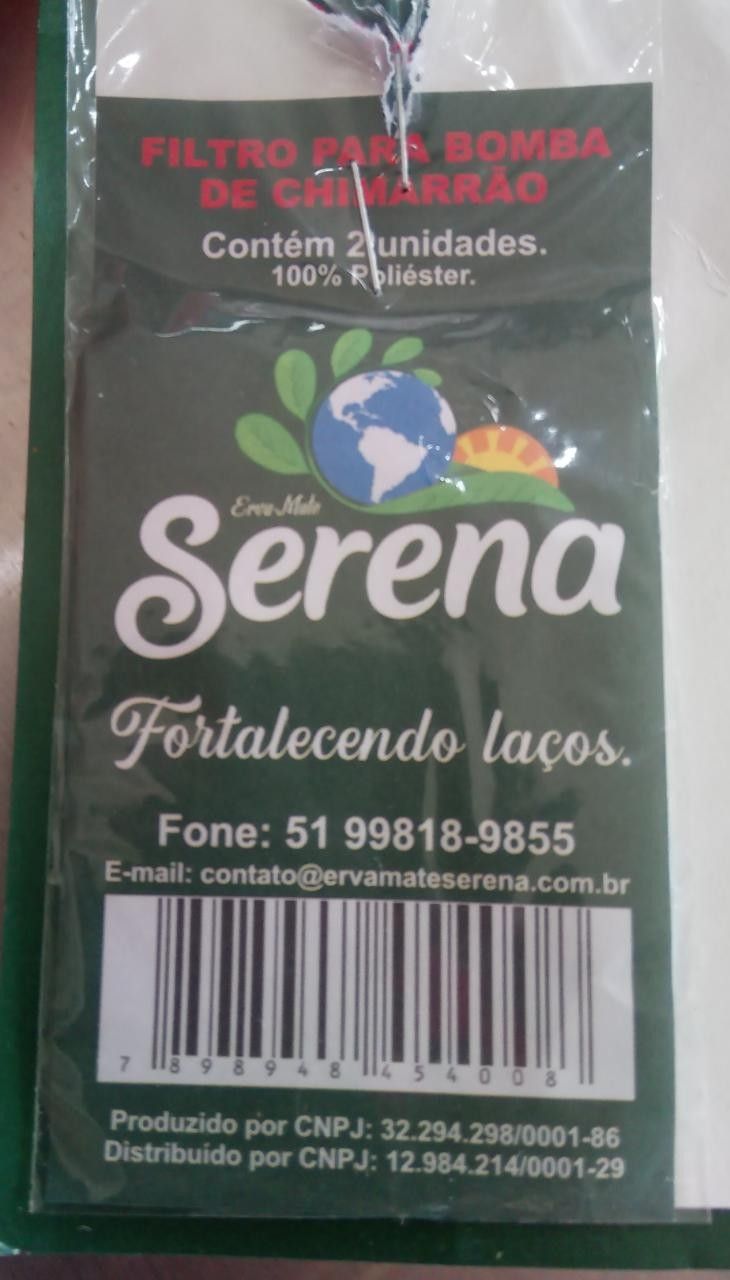 FILTRO PARA BOMBA
DE CHIMARRÃO
Contém 2 unidades.
100% Poliéster.
Erva-Mate
Serena
Fortalecendo laços.
Fone: 51 99818-9855
E-mail: contato@ervamateserena.com.br
7 898948 454008
Produzido por CNPJ: 32.294.298/0001-86
Distribuído por CNPJ: 12.984.214/0001-29